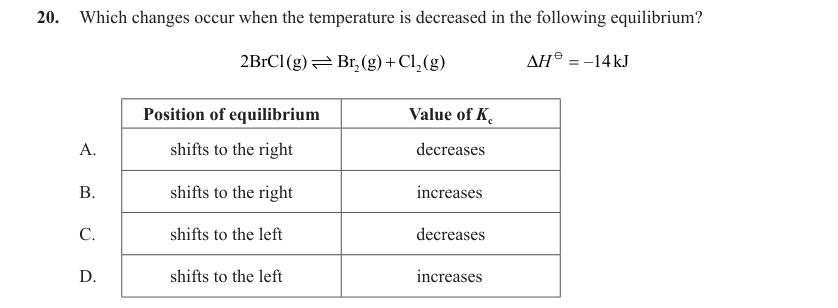 20. Which changes occur when the temperature is decreased in the following equilibrium?
2BrCl(g) ⇌ Br₂(g) + Cl₂(g) ΔH⦵ = −14 kJ
Position of equilibrium Value of Kc
A. shifts to the right decreases
B. shifts to the right increases
C. shifts to the left decreases
D. shifts to the left increases